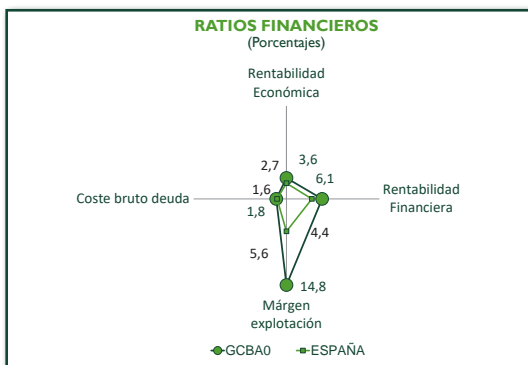 RATIOS FINANCIEROS
(Porcentajes)
Rentabilidad
Económica
2,7
3,6
1,6
6,1
Coste bruto deuda
Rentabilidad
Financiera
1,8
4,4
5,6
14,8
Márgen
explotación
GCBA0
ESPAÑA